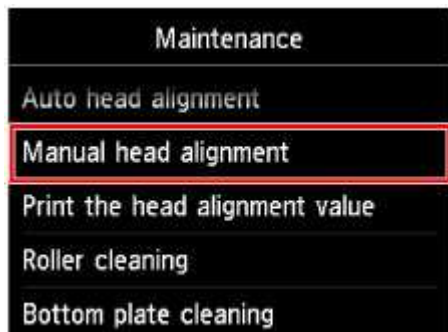 Maintenance
Auto head alignment
Manual head alignment
Print the head alignment value
Roller cleaning
Bottom plate cleaning